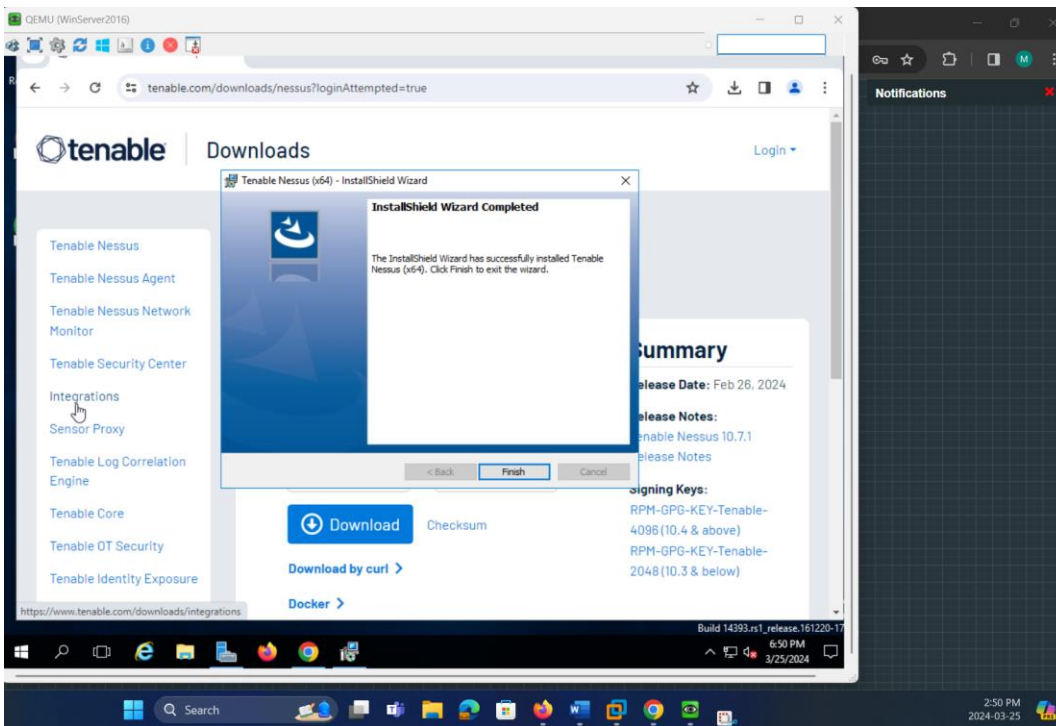 QEMU (WinServer2016)
tenable.com/downloads/nessus?loginAttempted=true
M
Notifications
tenable
Downloads
Login
Tenable Nessus (x64) - InstallShield Wizard
InstallShield Wizard Completed
The InstallShield Wizard has successfully installed Tenable
Nessus (x64). Click Finish to exit the wizard.
< Back
Finish
Cancel
Tenable Nessus
Tenable Nessus Agent
Tenable Nessus Network
Monitor
Tenable Security Center
Integrations
Sensor Proxy
Tenable Log Correlation
Engine
Tenable Core
Tenable OT Security
Tenable Identity Exposure
Download
Checksum
Download by curl
Docker
Summary
elease Date: Feb 26, 2024
elease Notes:
enable Nessus 10.7.1
elease Notes
Signing Keys:
RPM-GPG-KEY-Tenable-
4096 (10.4 & above)
RPM-GPG-KEY-Tenable-
2048 (10.3 & below)
https://www.tenable.com/downloads/integrations
Build 14393.rs1_release.161220-17
6:50 PM
3/25/2024
Search
2:50 PM
2024-03-25